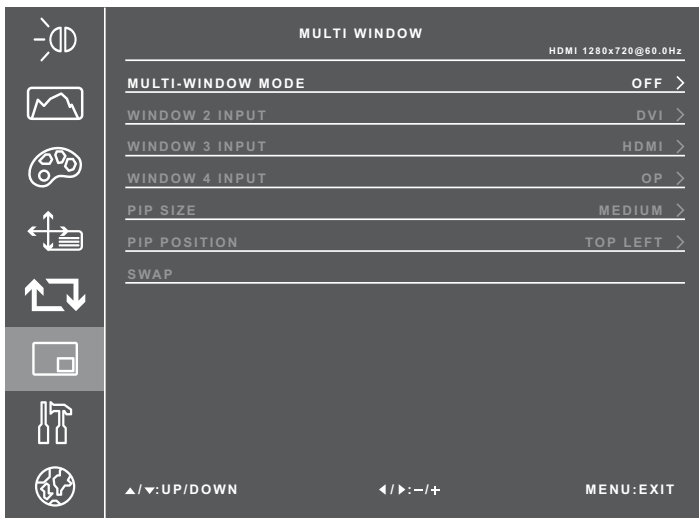 MULTI WINDOW
HDMI 1280x720@60.0Hz
MULTI-WINDOW MODE OFF >
WINDOW 2 INPUT DVI >
WINDOW 3 INPUT HDMI >
WINDOW 4 INPUT OP >
PIP SIZE MEDIUM >
PIP POSITION TOP LEFT >
SWAP
▲/▼:UP/DOWN ◀/▶:−/+ MENU:EXIT